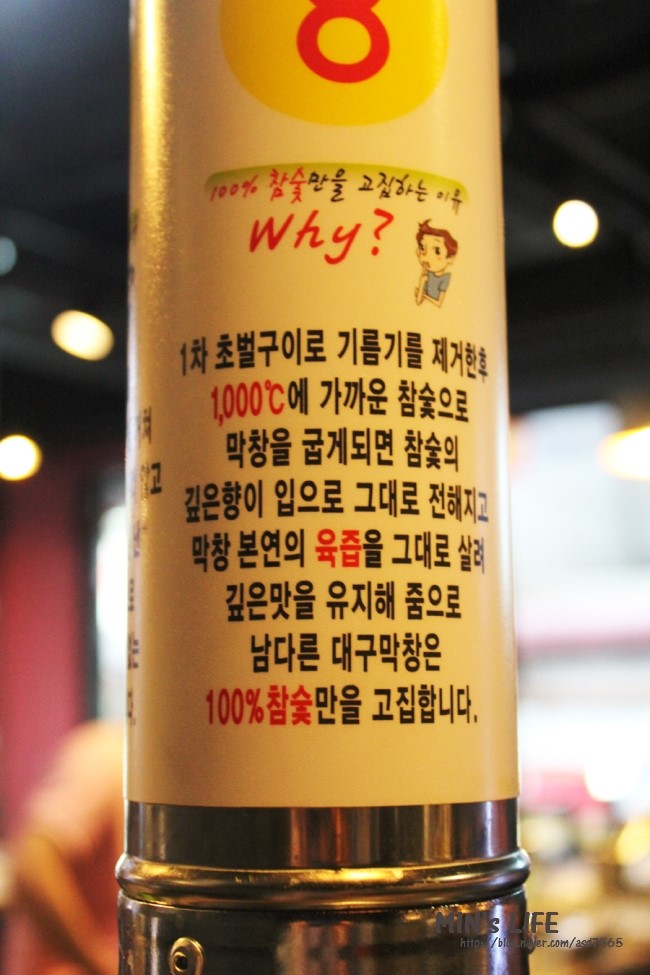 8
100% 참숯만을 고집하는 이유
Why?
1차 초벌구이로 기름기를 제거한후
1,000℃에 가까운 참숯으로
막창을 굽게되면 참숯의
깊은향이 입으로 그대로 전해지고
막창 본연의 육즙을 그대로 살려
깊은맛을 유지해 줌으로
남다른 대구막창은
100%참숯만을 고집합니다.
MIN's LIFE